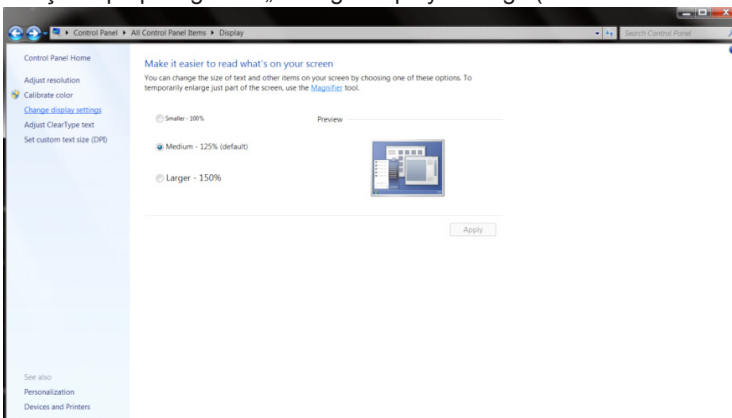 Control Panel ▸ All Control Panel Items ▸ Display
Search Control Panel
Control Panel Home
Adjust resolution
Calibrate color
Change display settings
Adjust ClearType text
Set custom text size (DPI)
Make it easier to read what's on your screen
You can change the size of text and other items on your screen by choosing one of these options. To
temporarily enlarge just part of the screen, use the Magnifier tool.
Smaller - 100%
Preview
Medium - 125% (default)
Larger - 150%
Apply
See also
Personalization
Devices and Printers